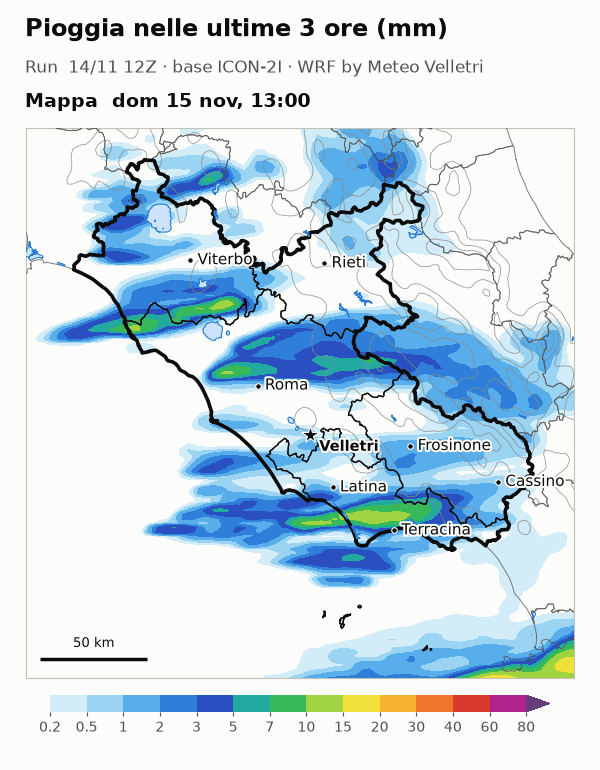 Pioggia nelle ultime 3 ore (mm)
Run  14/11 12Z · base ICON-2I · WRF by Meteo Velletri
Mappa  dom 15 nov, 13:00
Viterbo
Rieti
Roma
Velletri
Frosinone
Cassino
Latina
Terracina
50 km
0.2 0.5 1 2 3 5 7 10 15 20 30 40 60 80